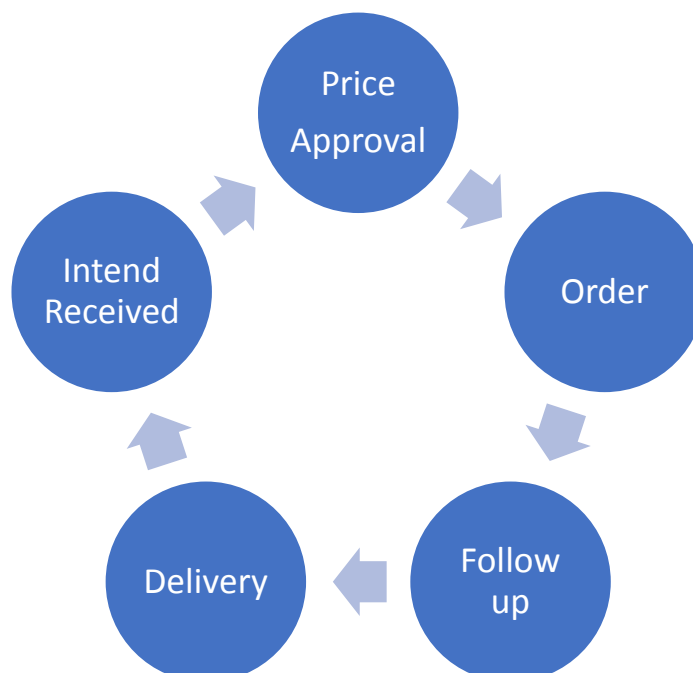 Price
Approval
Order
Follow
up
Delivery
Intend
Received